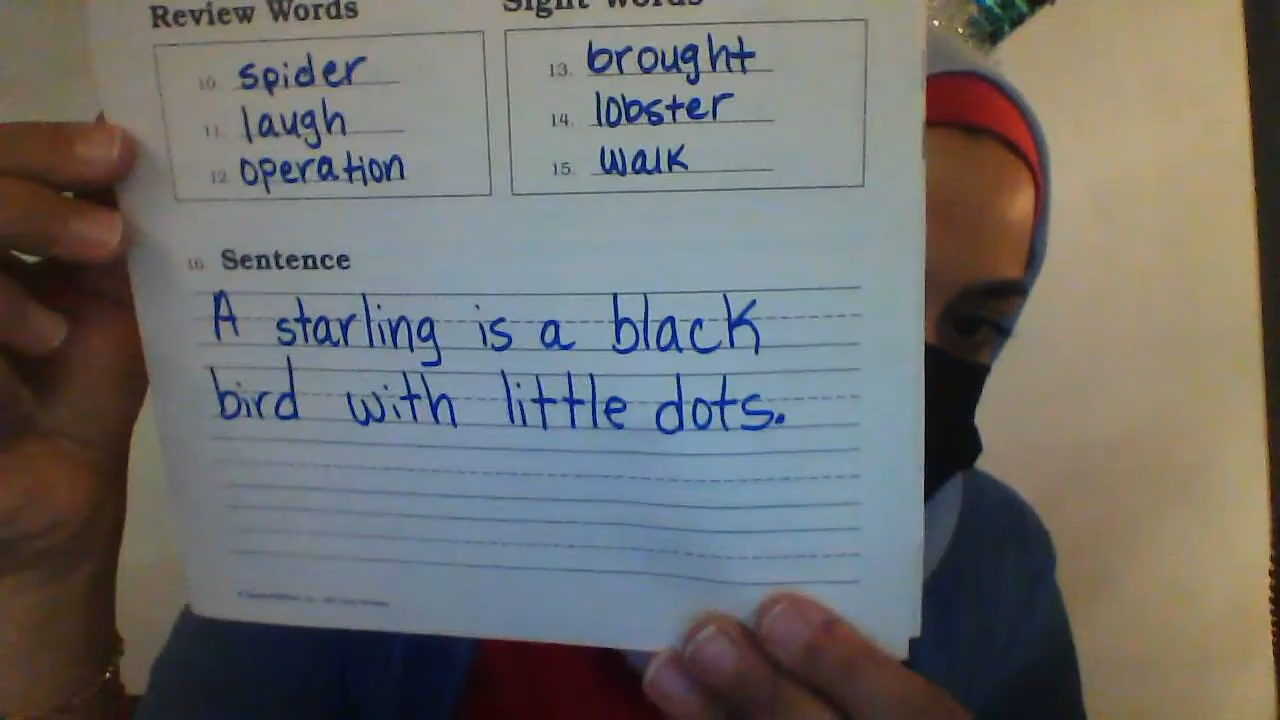 Review Words
Sight Words
10. spider
11. laugh
12. operation
13. brought
14. lobster
15. walk
16. Sentence
A starling is a black
bird with little dots.